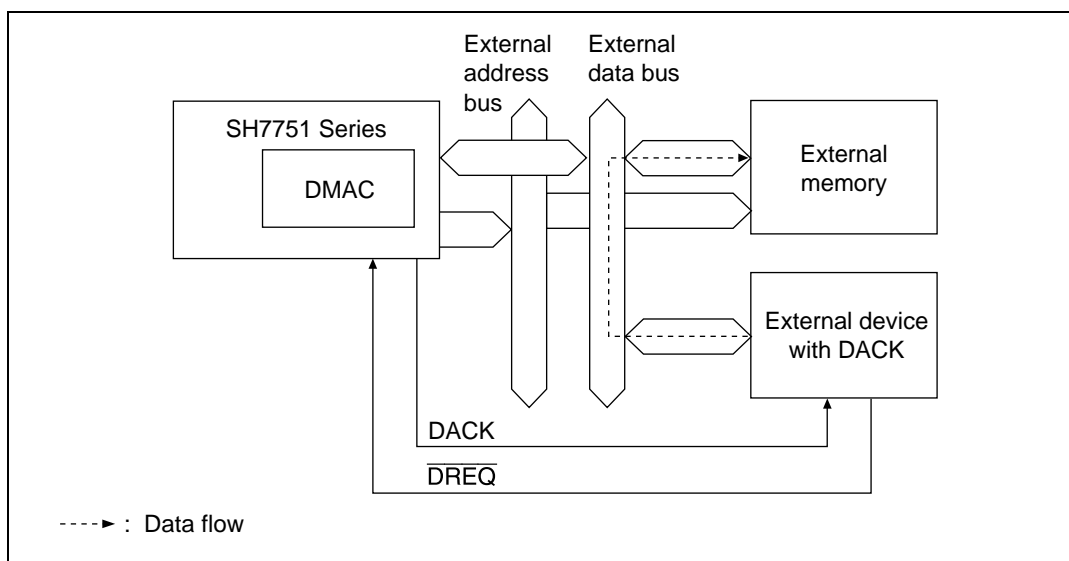 External
address
bus
External
data bus
SH7751 Series
DMAC
External
memory
External device
with DACK
DACK
DREQ
: Data flow